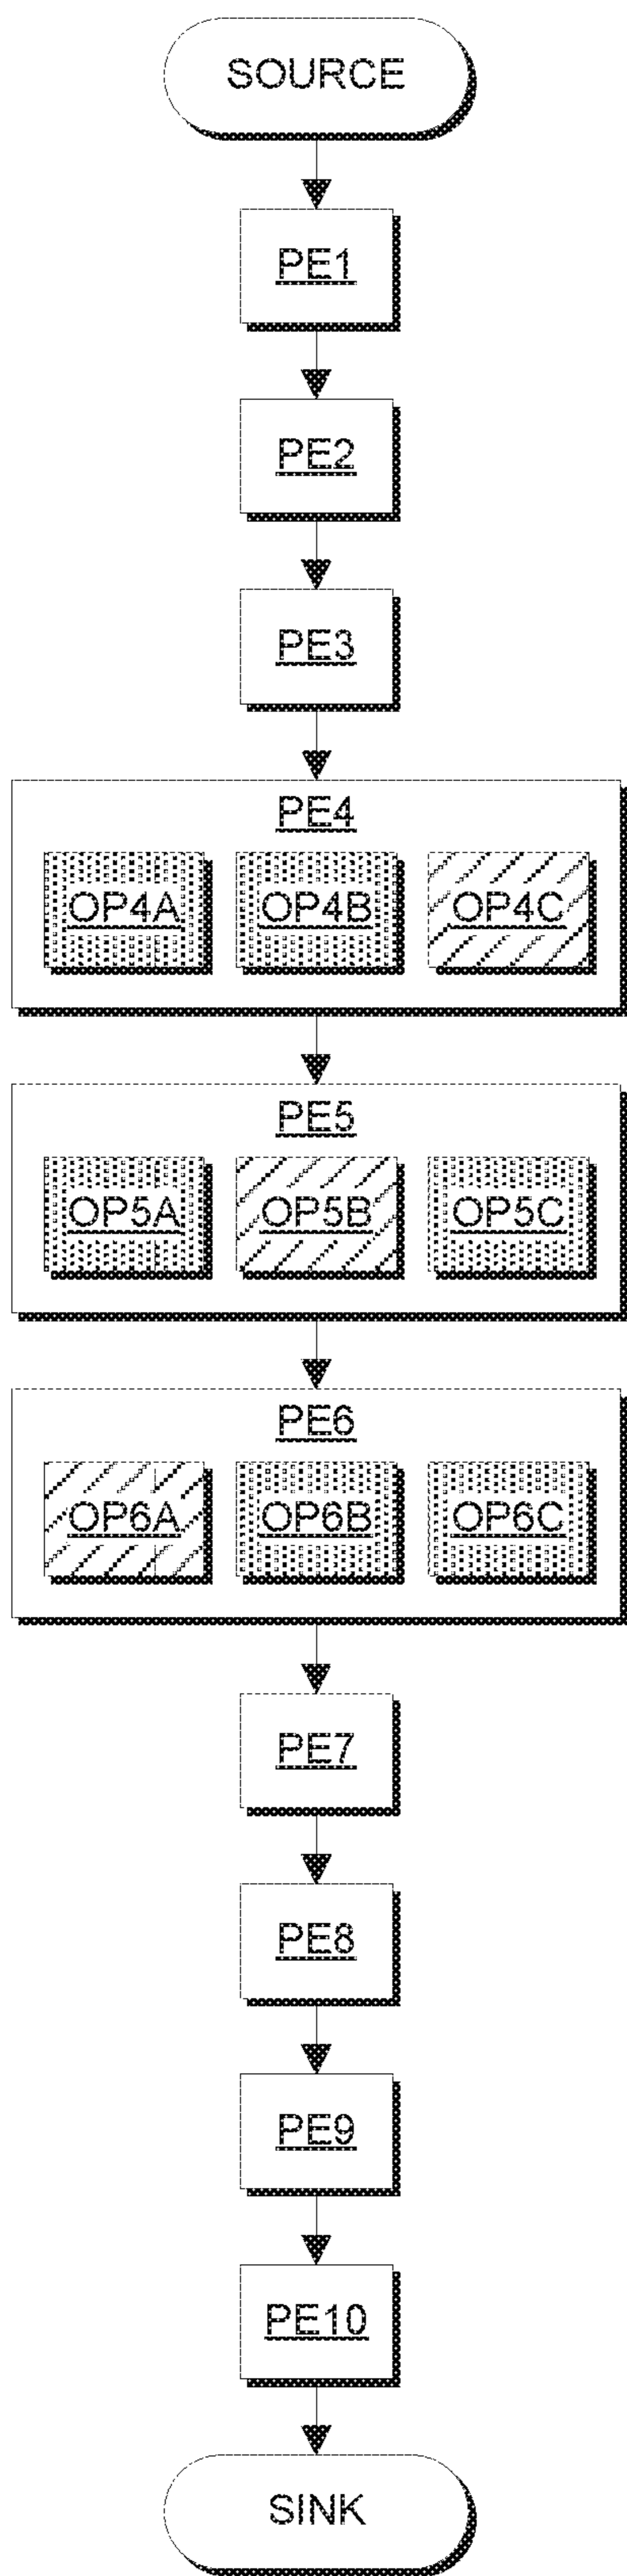 SOURCE
PE1
PE2
PE3
PE4
OP4A OP4B OP4C
PE5
OP5A OP5B OP5C
PE6
OP6A OP6B OP6C
PE7
PE8
PE9
PE10
SINK